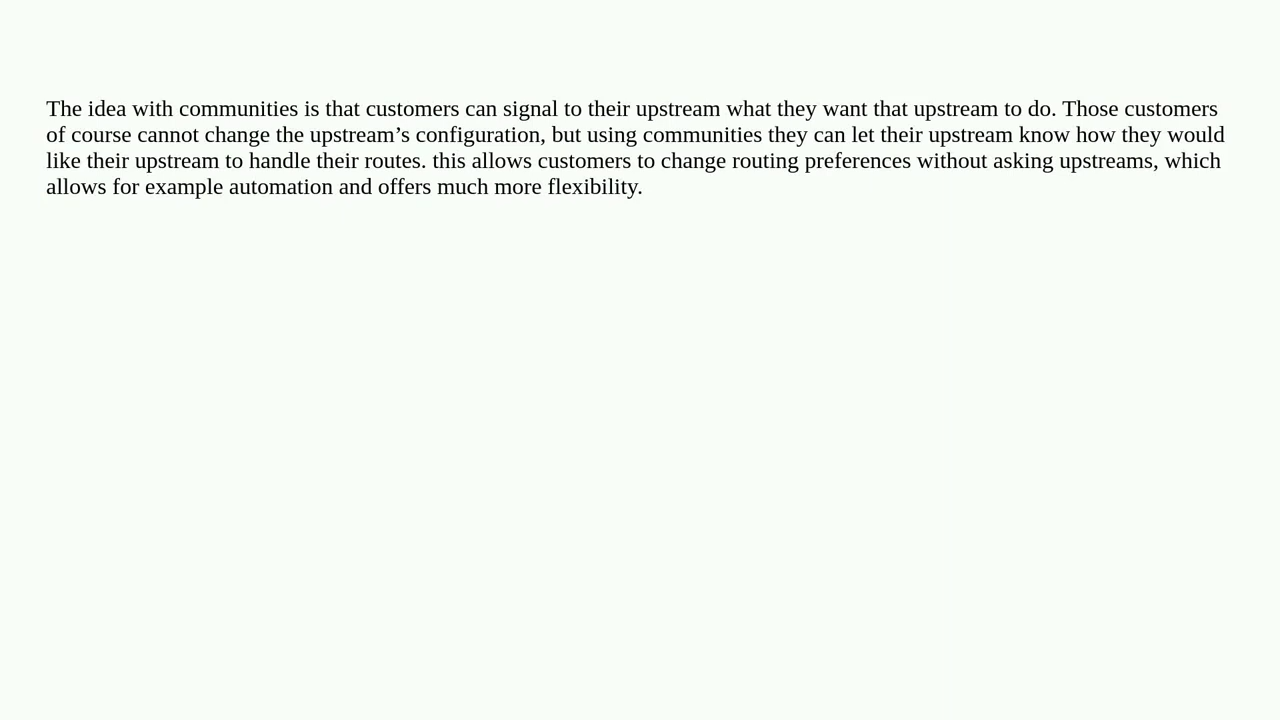 The idea with communities is that customers can signal to their upstream what they want that upstream to do. Those customers
of course cannot change the upstream’s configuration, but using communities they can let their upstream know how they would
like their upstream to handle their routes. this allows customers to change routing preferences without asking upstreams, which
allows for example automation and offers much more flexibility.